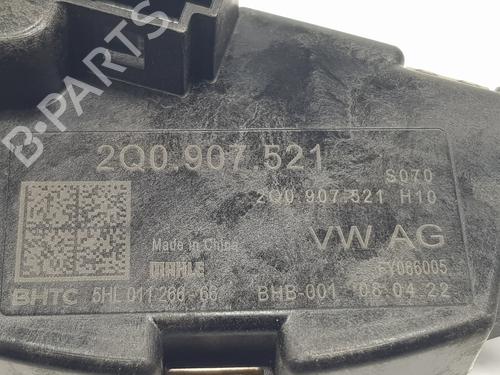 B-PARTS
2Q0.907.521
S070
2Q0.907.521 H10
Made in China
VW AG
MAHLE
FY086005
BHTC 5HL 011 286-66 BHB-001 08.04.22